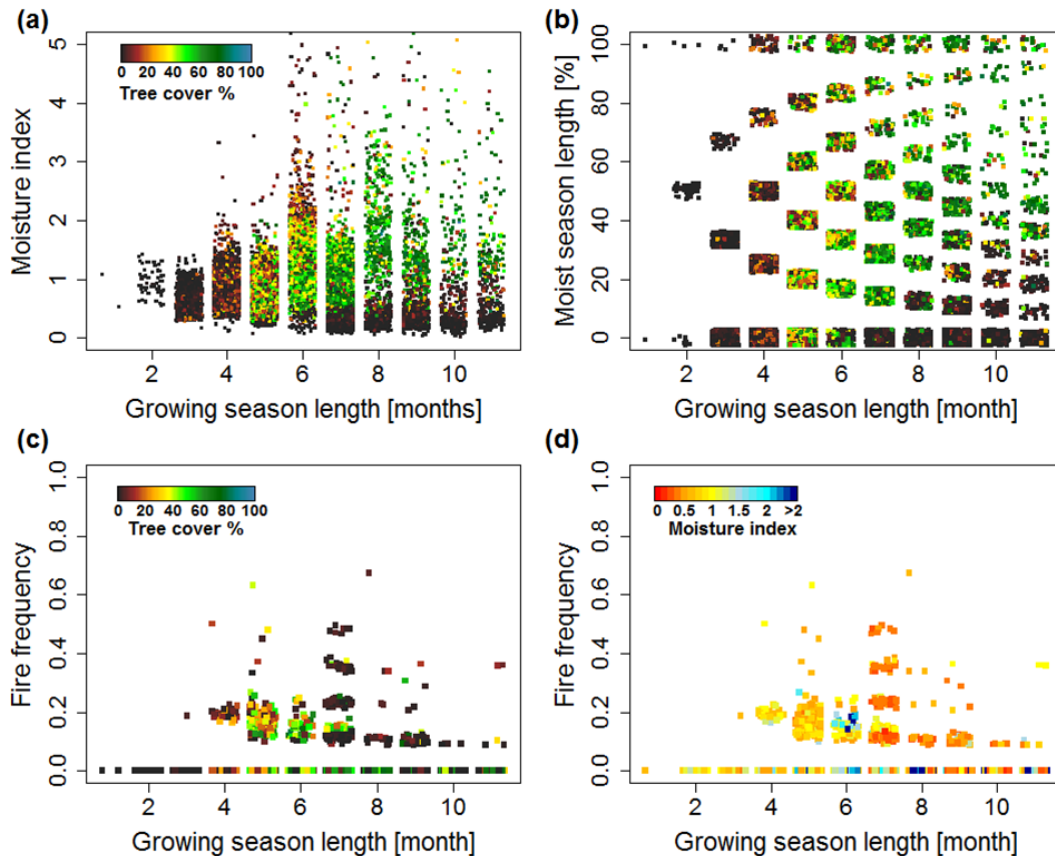 (a)
5
4
3
2
1
0
Moisture index
0 20 40 60 80 100
Tree cover %
2 4 6 8 10
Growing season length [months]
(b)
100
80
60
40
20
0
Moist season length [%]
2 4 6 8 10
Growing season length [month]
(c)
1.0
0.8
0.6
0.4
0.2
0.0
Fire frequency
0 20 40 60 80 100
Tree cover %
2 4 6 8 10
Growing season length [month]
(d)
1.0
0.8
0.6
0.4
0.2
0.0
Fire frequency
0 0.5 1 1.5 2 >2
Moisture index
2 4 6 8 10
Growing season length [month]